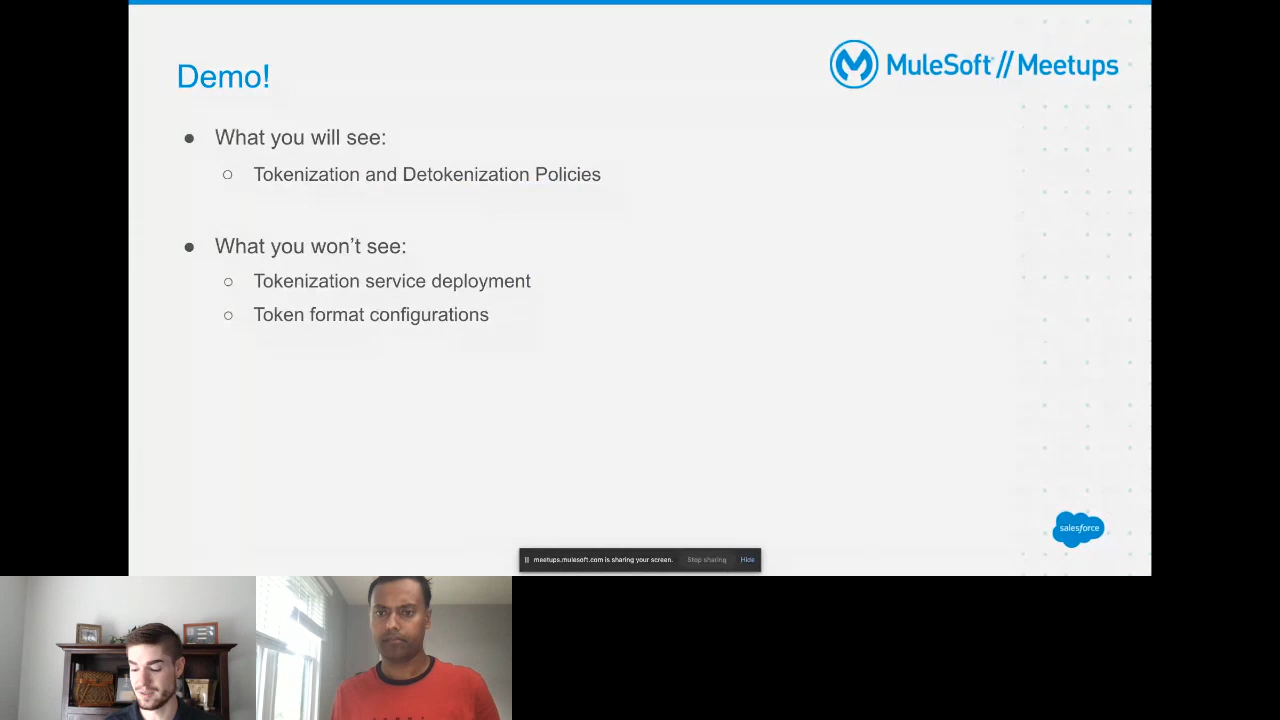 Demo!
MuleSoft // Meetups
● What you will see:
○ Tokenization and Detokenization Policies
● What you won't see:
○ Tokenization service deployment
○ Token format configurations
salesforce
meetups.mulesoft.com is sharing your screen. Stop sharing Hide